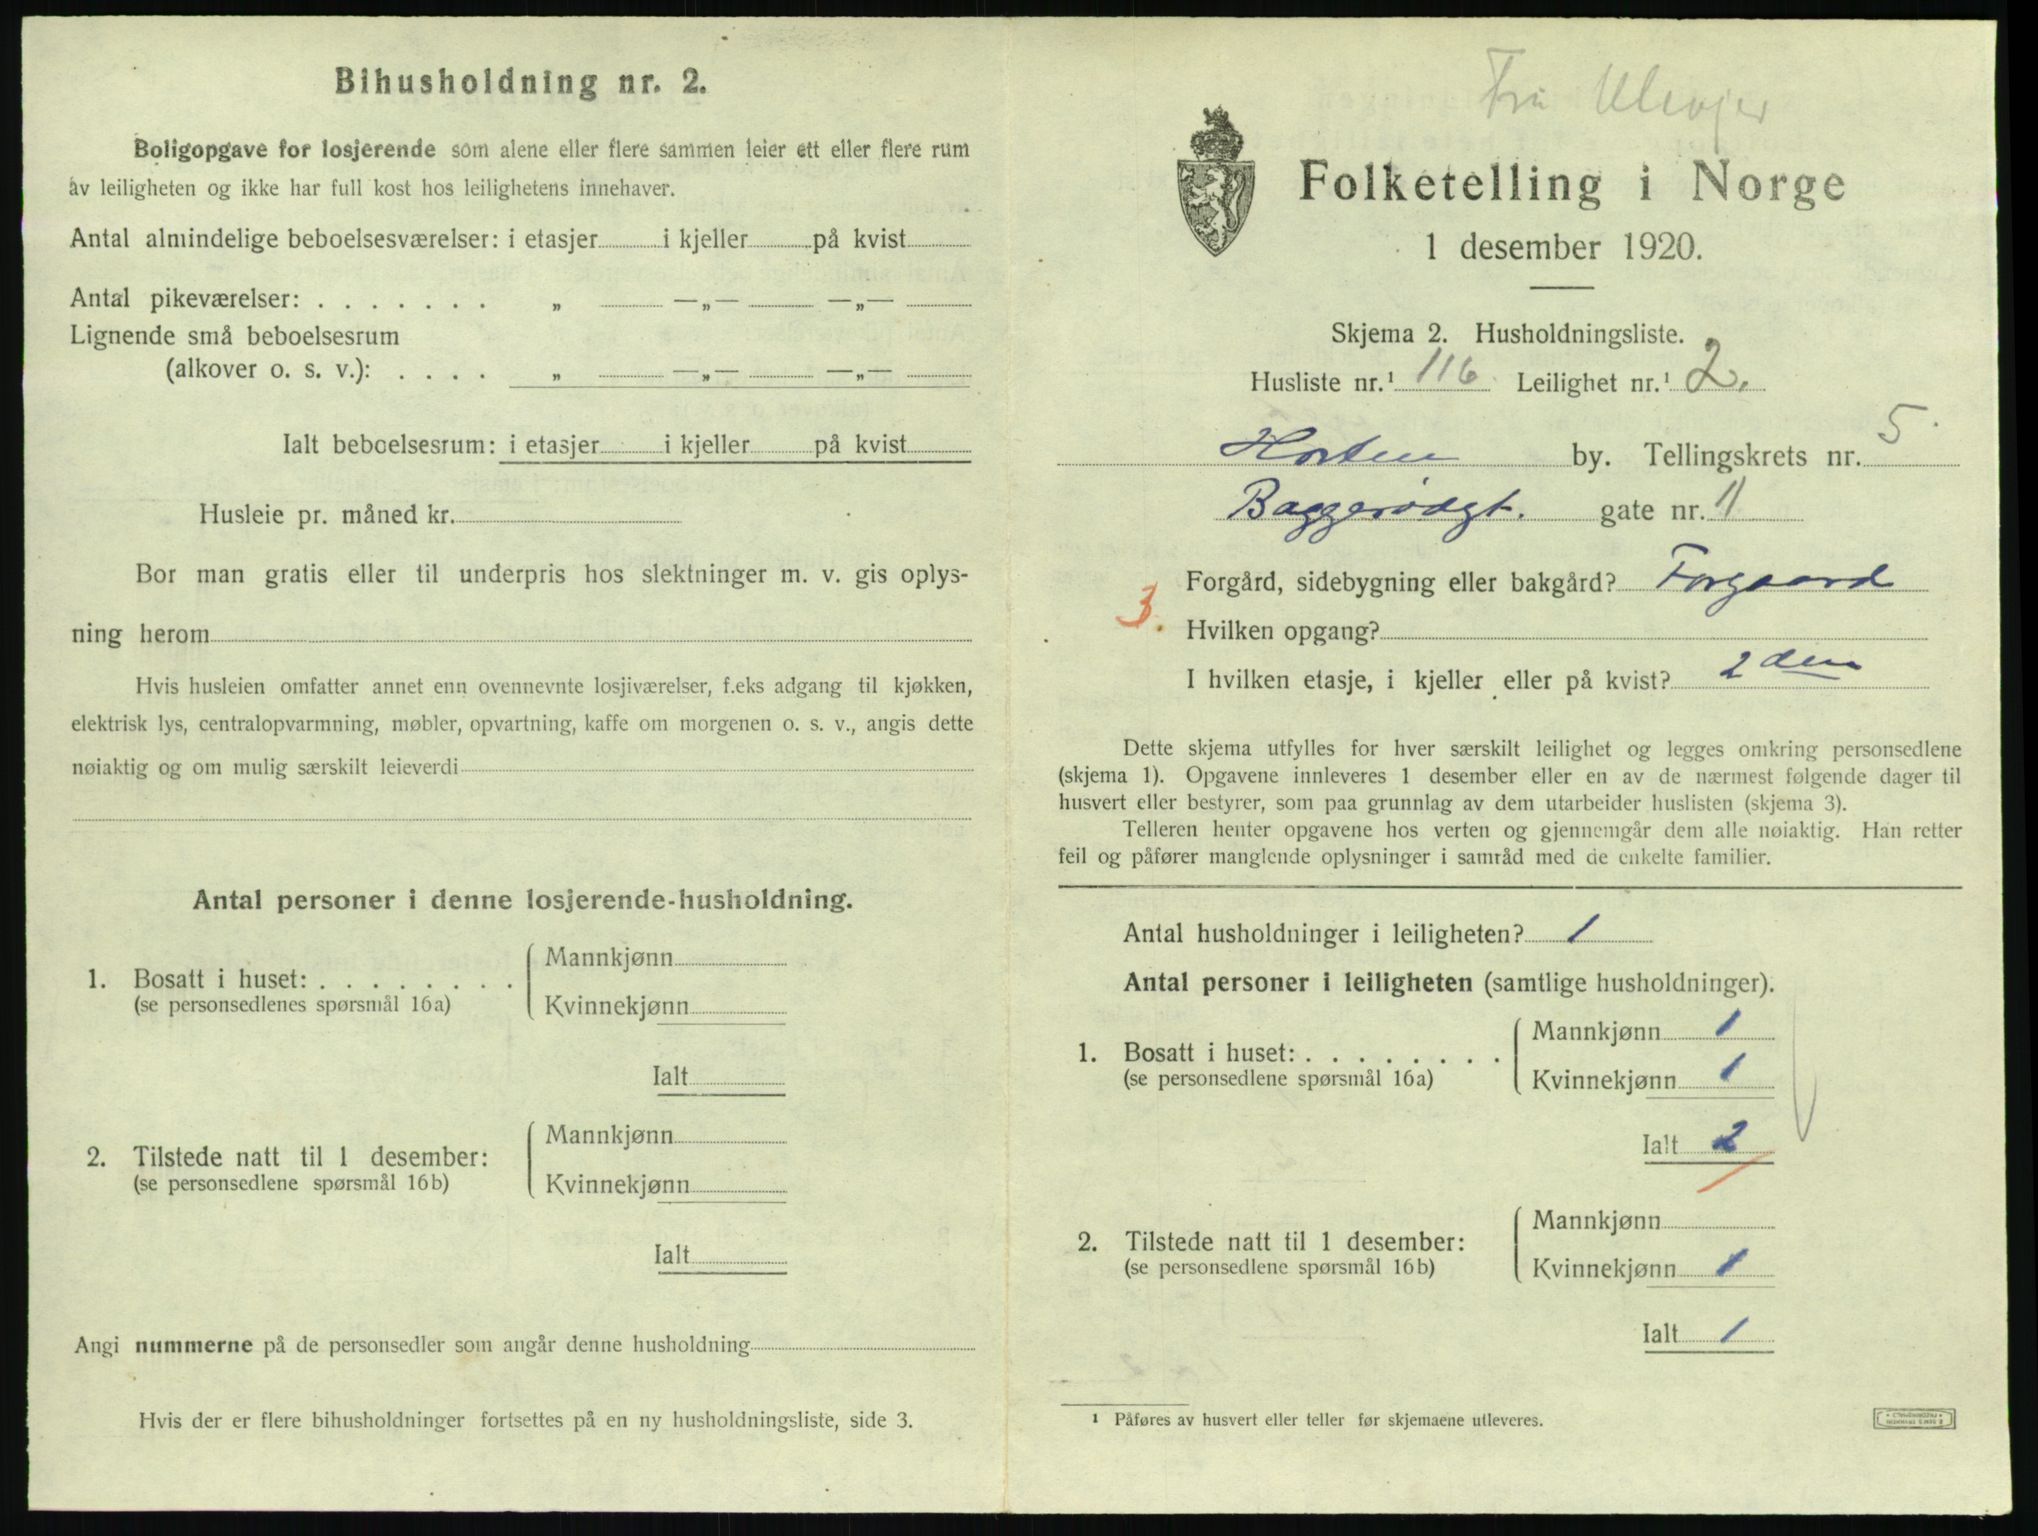 Bihusholdning nr. 2.
Boligopgave for losjerende som alene eller flere sammen leier ett eller flere rum
av leiligheten og ikke har full kost hos leilighetens innehaver.
Antal almindelige beboelsesværelser: i etasjer i kjeller på kvist
Antal pikeværelser: . . . . . . . „ —„— —„—
Lignende små beboelsesrum
(alkover o. s. v.): . . . . „ —„— —„—
Ialt beboelsesrum: i etasjer i kjeller på kvist
Husleie pr. måned kr.
Bor man gratis eller til underpris hos slektninger m. v. gis oplys-
ning herom
Hvis husleien omfatter annet enn ovennevnte losjiværelser, f.eks adgang til kjøkken,
elektrisk lys, centralopvarmning, møbler, opvartning, kaffe om morgenen o. s. v., angis dette
nøiaktig og om mulig særskilt leieverdi
Antal personer i denne losjerende-husholdning.
1. Bosatt i huset: . . . . . . . . Mannkjønn
(se personsedlenes spørsmål 16a) Kvinnekjønn
Ialt
2. Tilstede natt til 1 desember: Mannkjønn
(se personsedlene spørsmål 16b) Kvinnekjønn
Ialt
Angi nummerne på de personsedler som angår denne husholdning
Hvis der er flere bihusholdninger fortsettes på en ny husholdningsliste, side 3.
Fru
Folketelling i Norge
1 desember 1920.
Skjema 2. Husholdningsliste.
Husliste nr.¹ 116 Leilighet nr.¹ 2.
Horten by. Tellingskrets nr. 5
Baggerødgt. gate nr. 11
Forgård, sidebygning eller bakgård? Forgaard
3. Hvilken opgang?
I hvilken etasje, i kjeller eller på kvist? 2 den
Dette skjema utfylles for hver særskilt leilighet og legges omkring personsedlene
(skjema 1). Opgavene innleveres 1 desember eller en av de nærmest følgende dager til
husvert eller bestyrer, som paa grunnlag av dem utarbeider huslisten (skjema 3).
Telleren henter opgavene hos verten og gjennemgår dem alle nøiaktig. Han retter
feil og påfører manglende oplysninger i samråd med de enkelte familier.
Antal husholdninger i leiligheten? 1
Antal personer i leiligheten (samtlige husholdninger).
1. Bosatt i huset: . . . . . . . . Mannkjønn 1
(se personsedlene spørsmål 16a) Kvinnekjønn 1
Ialt 2
2. Tilstede natt til 1 desember: Mannkjønn
(se personsedlene spørsmål 16b) Kvinnekjønn 1
Ialt 1
¹ Påføres av husvert eller teller før skjemaene utleveres.